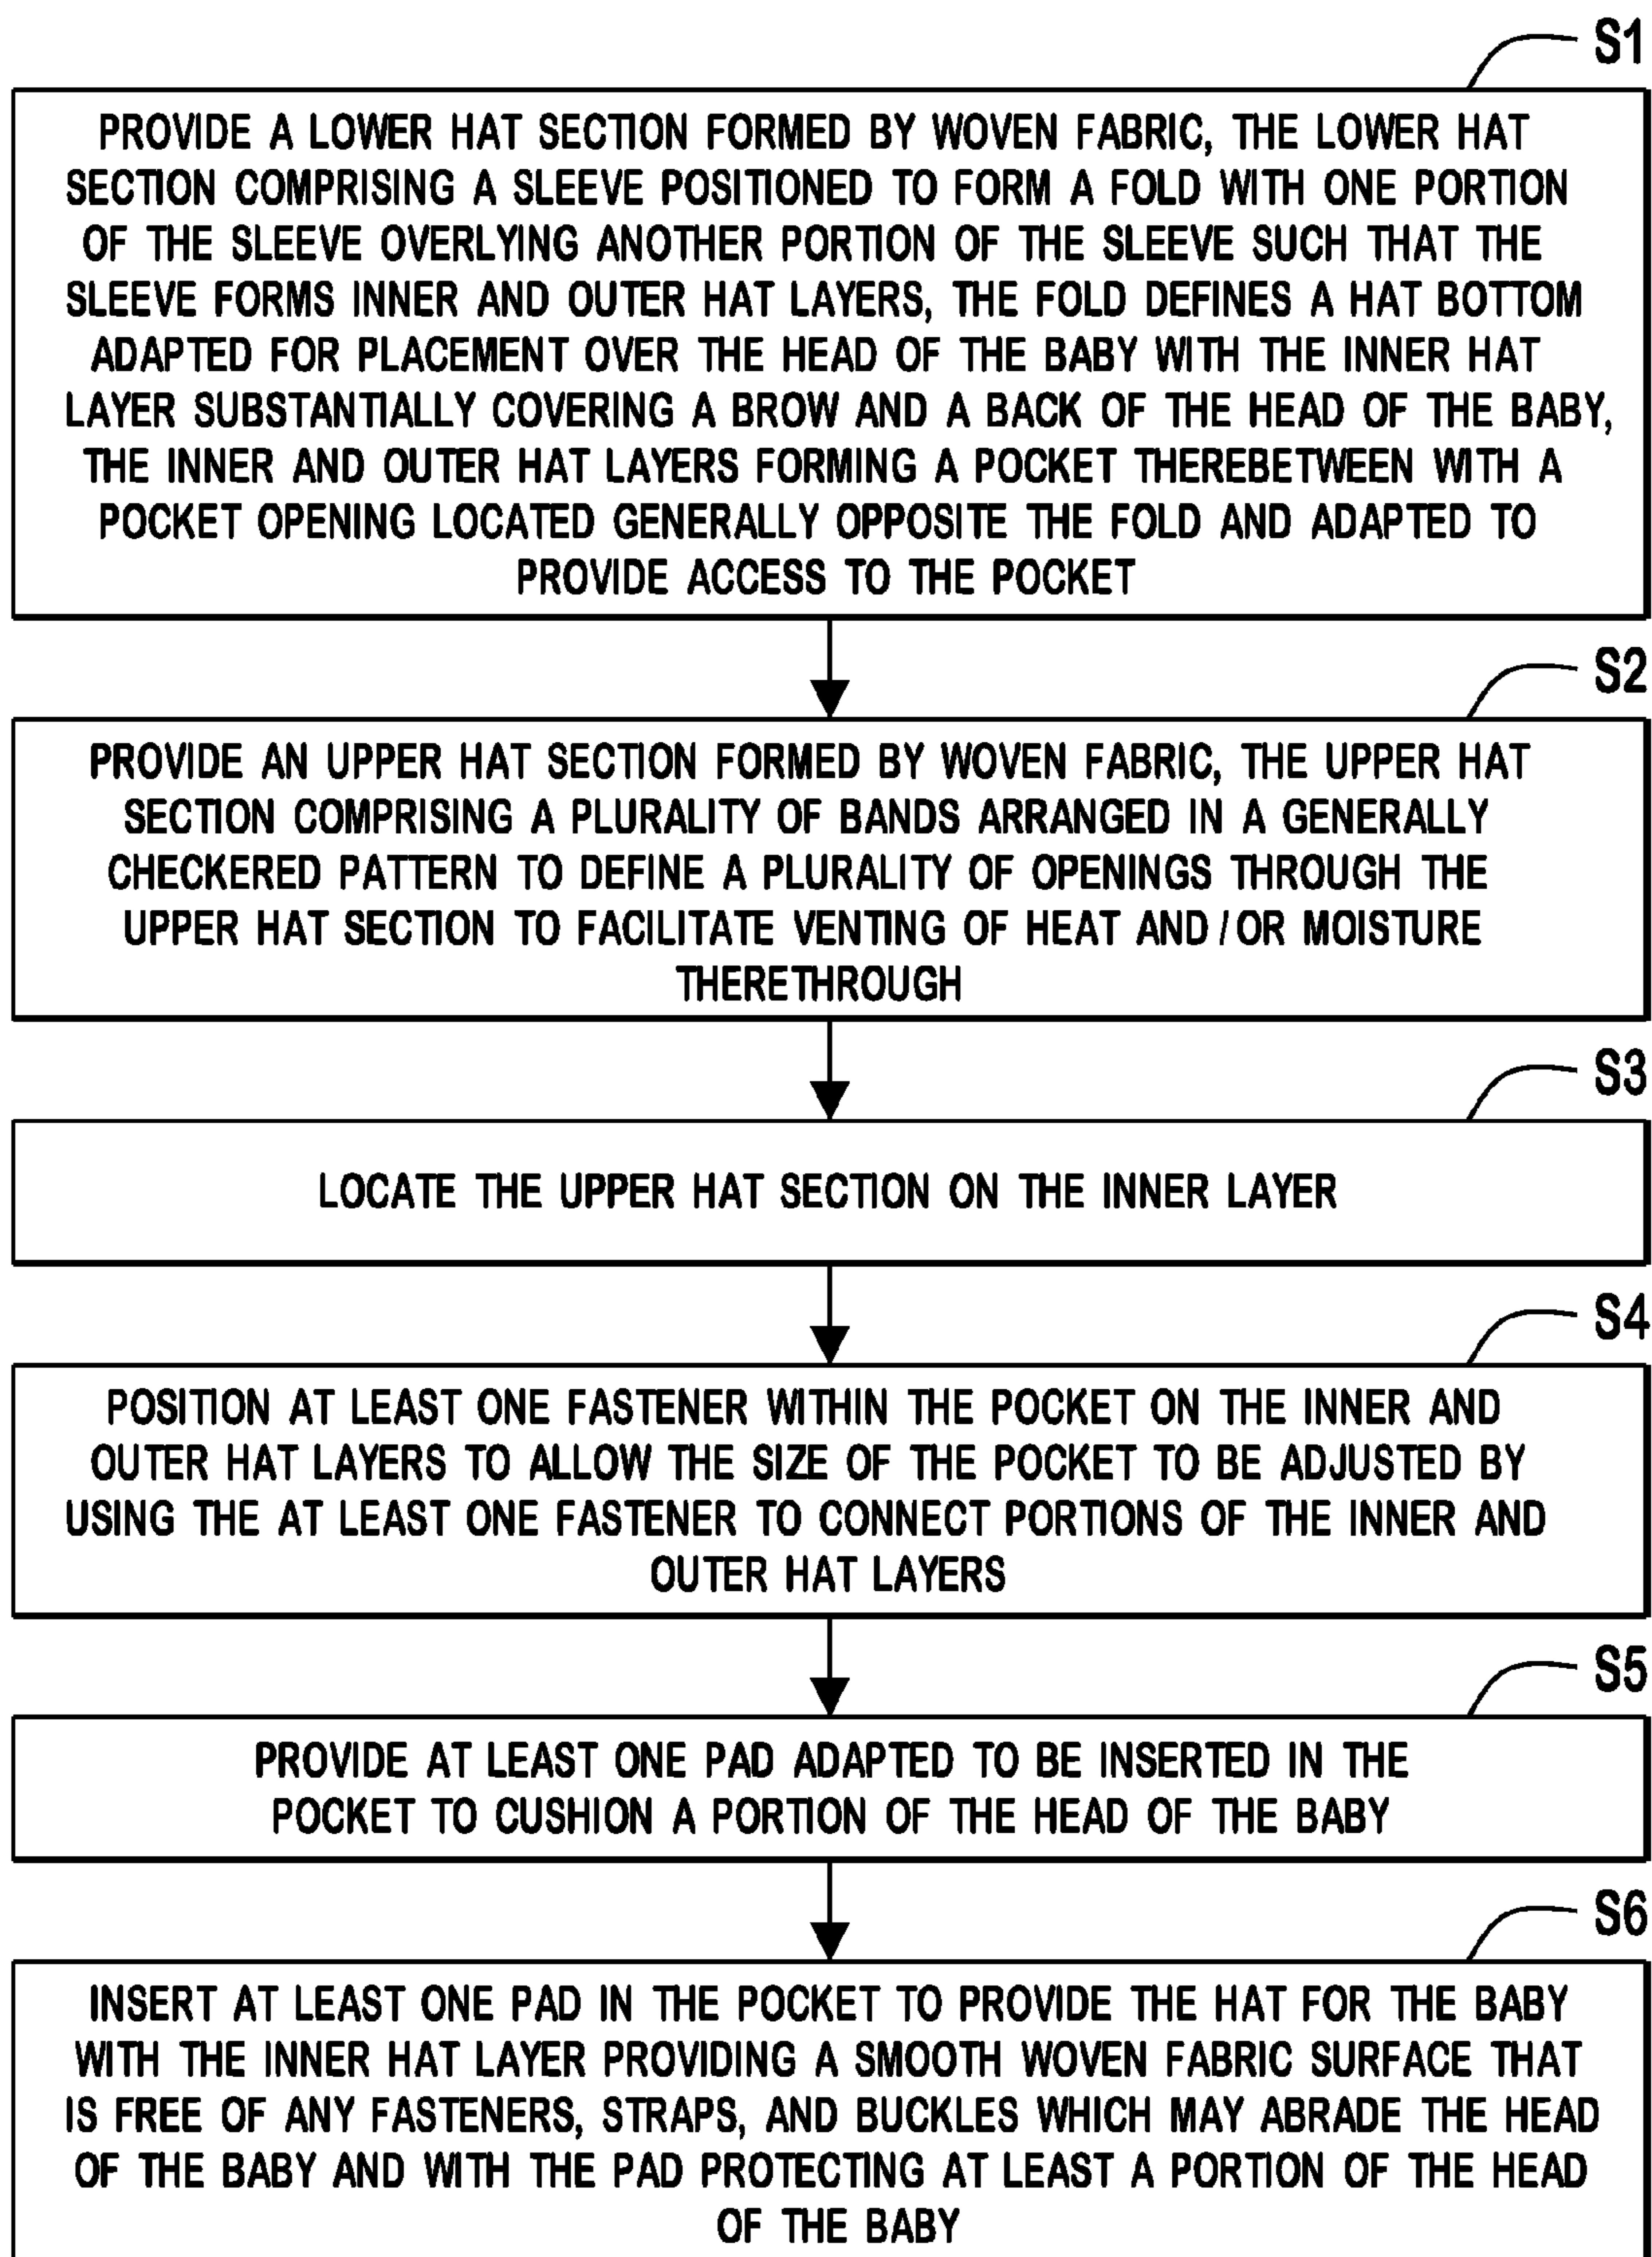 S1
PROVIDE A LOWER HAT SECTION FORMED BY WOVEN FABRIC, THE LOWER HAT
SECTION COMPRISING A SLEEVE POSITIONED TO FORM A FOLD WITH ONE PORTION
OF THE SLEEVE OVERLYING ANOTHER PORTION OF THE SLEEVE SUCH THAT THE
SLEEVE FORMS INNER AND OUTER HAT LAYERS, THE FOLD DEFINES A HAT BOTTOM
ADAPTED FOR PLACEMENT OVER THE HEAD OF THE BABY WITH THE INNER HAT
LAYER SUBSTANTIALLY COVERING A BROW AND A BACK OF THE HEAD OF THE BABY,
THE INNER AND OUTER HAT LAYERS FORMING A POCKET THEREBETWEEN WITH A
POCKET OPENING LOCATED GENERALLY OPPOSITE THE FOLD AND ADAPTED TO
PROVIDE ACCESS TO THE POCKET
S2
PROVIDE AN UPPER HAT SECTION FORMED BY WOVEN FABRIC, THE UPPER HAT
SECTION COMPRISING A PLURALITY OF BANDS ARRANGED IN A GENERALLY
CHECKERED PATTERN TO DEFINE A PLURALITY OF OPENINGS THROUGH THE
UPPER HAT SECTION TO FACILITATE VENTING OF HEAT AND/OR MOISTURE
THERETHROUGH
S3
LOCATE THE UPPER HAT SECTION ON THE INNER LAYER
S4
POSITION AT LEAST ONE FASTENER WITHIN THE POCKET ON THE INNER AND
OUTER HAT LAYERS TO ALLOW THE SIZE OF THE POCKET TO BE ADJUSTED BY
USING THE AT LEAST ONE FASTENER TO CONNECT PORTIONS OF THE INNER AND
OUTER HAT LAYERS
S5
PROVIDE AT LEAST ONE PAD ADAPTED TO BE INSERTED IN THE
POCKET TO CUSHION A PORTION OF THE HEAD OF THE BABY
S6
INSERT AT LEAST ONE PAD IN THE POCKET TO PROVIDE THE HAT FOR THE BABY
WITH THE INNER HAT LAYER PROVIDING A SMOOTH WOVEN FABRIC SURFACE THAT
IS FREE OF ANY FASTENERS, STRAPS, AND BUCKLES WHICH MAY ABRADE THE HEAD
OF THE BABY AND WITH THE PAD PROTECTING AT LEAST A PORTION OF THE HEAD
OF THE BABY